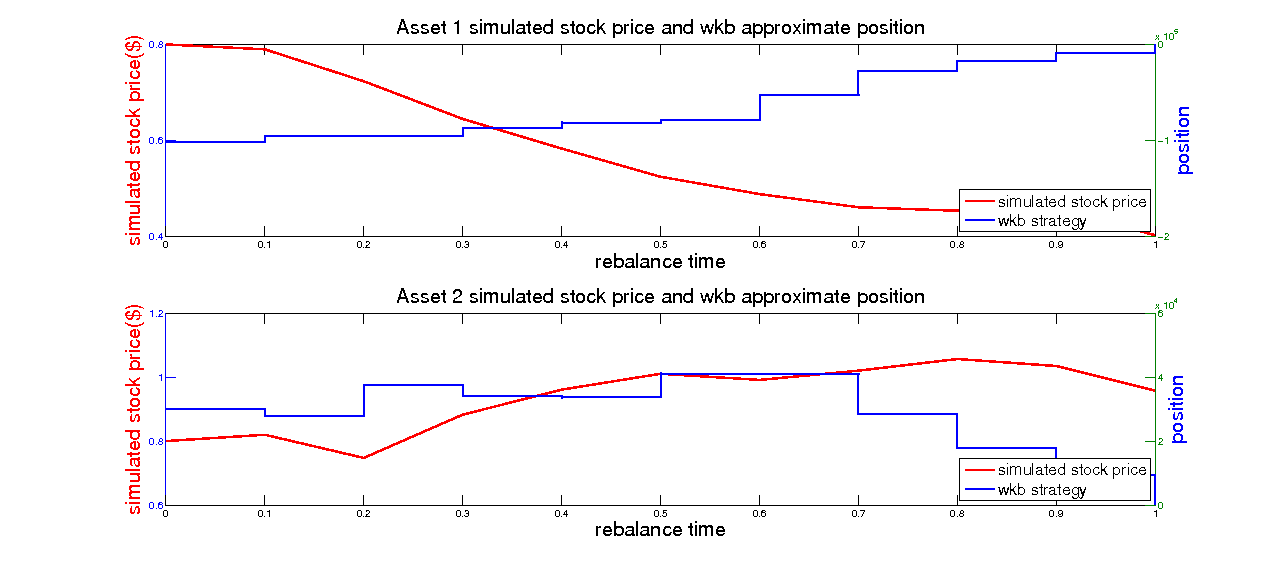 Asset 1 simulated stock price and wkb approximate position
x 10^5
0.8
0.6
0.4
0
-1
-2
simulated stock price($)
position
simulated stock price
wkb strategy
0 0.1 0.2 0.3 0.4 0.5 0.6 0.7 0.8 0.9 1
rebalance time
Asset 2 simulated stock price and wkb approximate position
x 10^4
1.2
1
0.8
0.6
6
4
2
0
simulated stock price($)
position
simulated stock price
wkb strategy
0 0.1 0.2 0.3 0.4 0.5 0.6 0.7 0.8 0.9 1
rebalance time